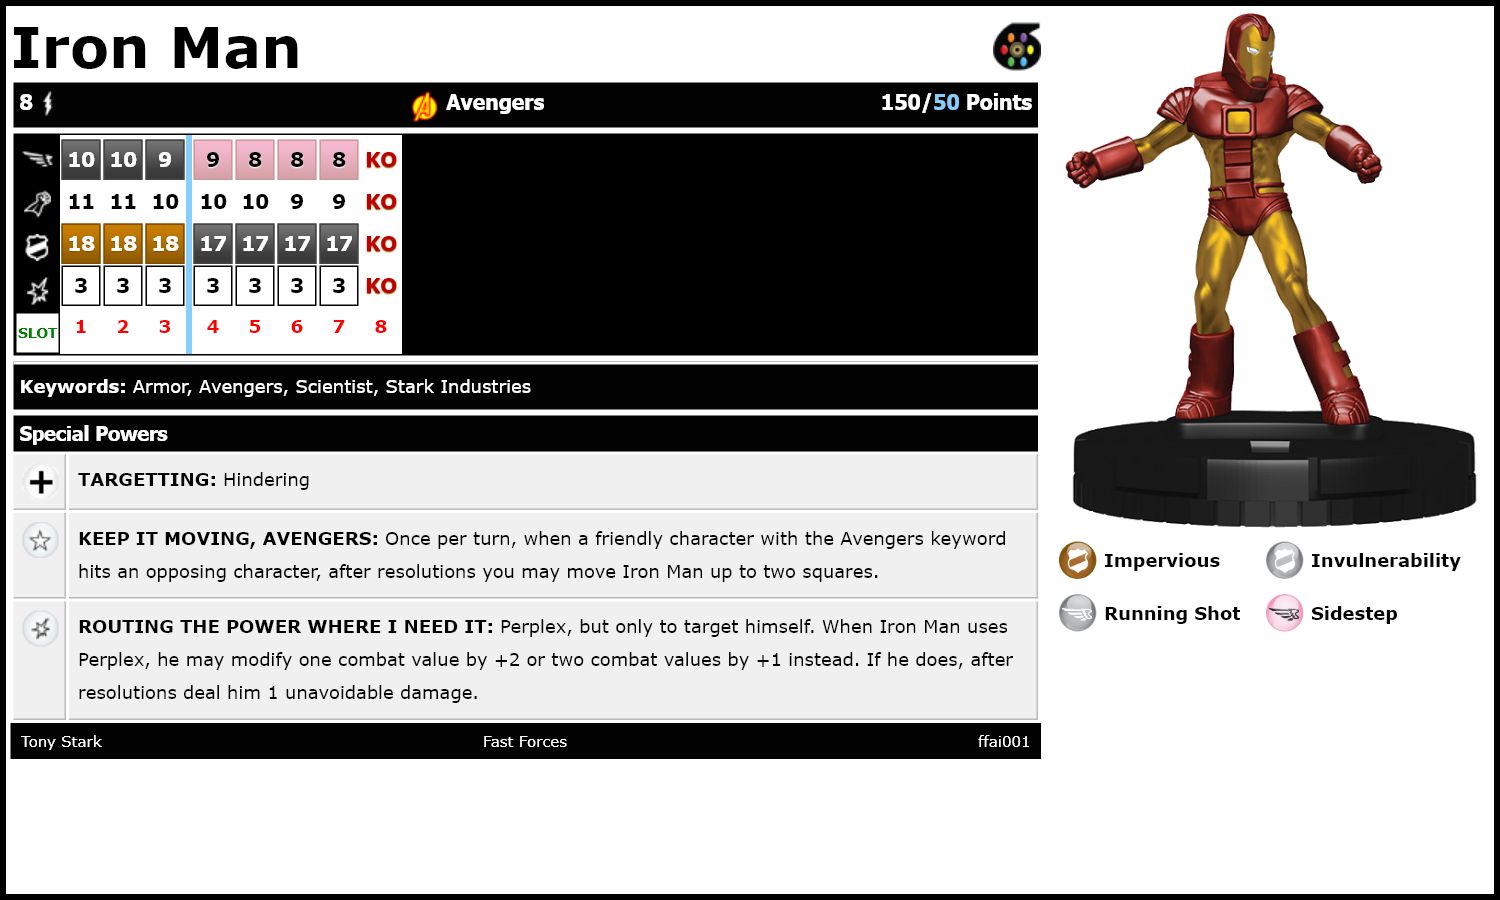 Iron Man
8 Avengers 150/50 Points
10 10 9 9 8 8 8 KO
11 11 10 10 10 9 9 KO
18 18 18 17 17 17 17 KO
3 3 3 3 3 3 3 KO
SLOT 1 2 3 4 5 6 7 8
Keywords: Armor, Avengers, Scientist, Stark Industries
Special Powers
TARGETTING: Hindering
KEEP IT MOVING, AVENGERS: Once per turn, when a friendly character with the Avengers keyword
hits an opposing character, after resolutions you may move Iron Man up to two squares.
ROUTING THE POWER WHERE I NEED IT: Perplex, but only to target himself. When Iron Man uses
Perplex, he may modify one combat value by +2 or two combat values by +1 instead. If he does, after
resolutions deal him 1 unavoidable damage.
Tony Stark Fast Forces ffai001
Impervious Invulnerability
Running Shot Sidestep